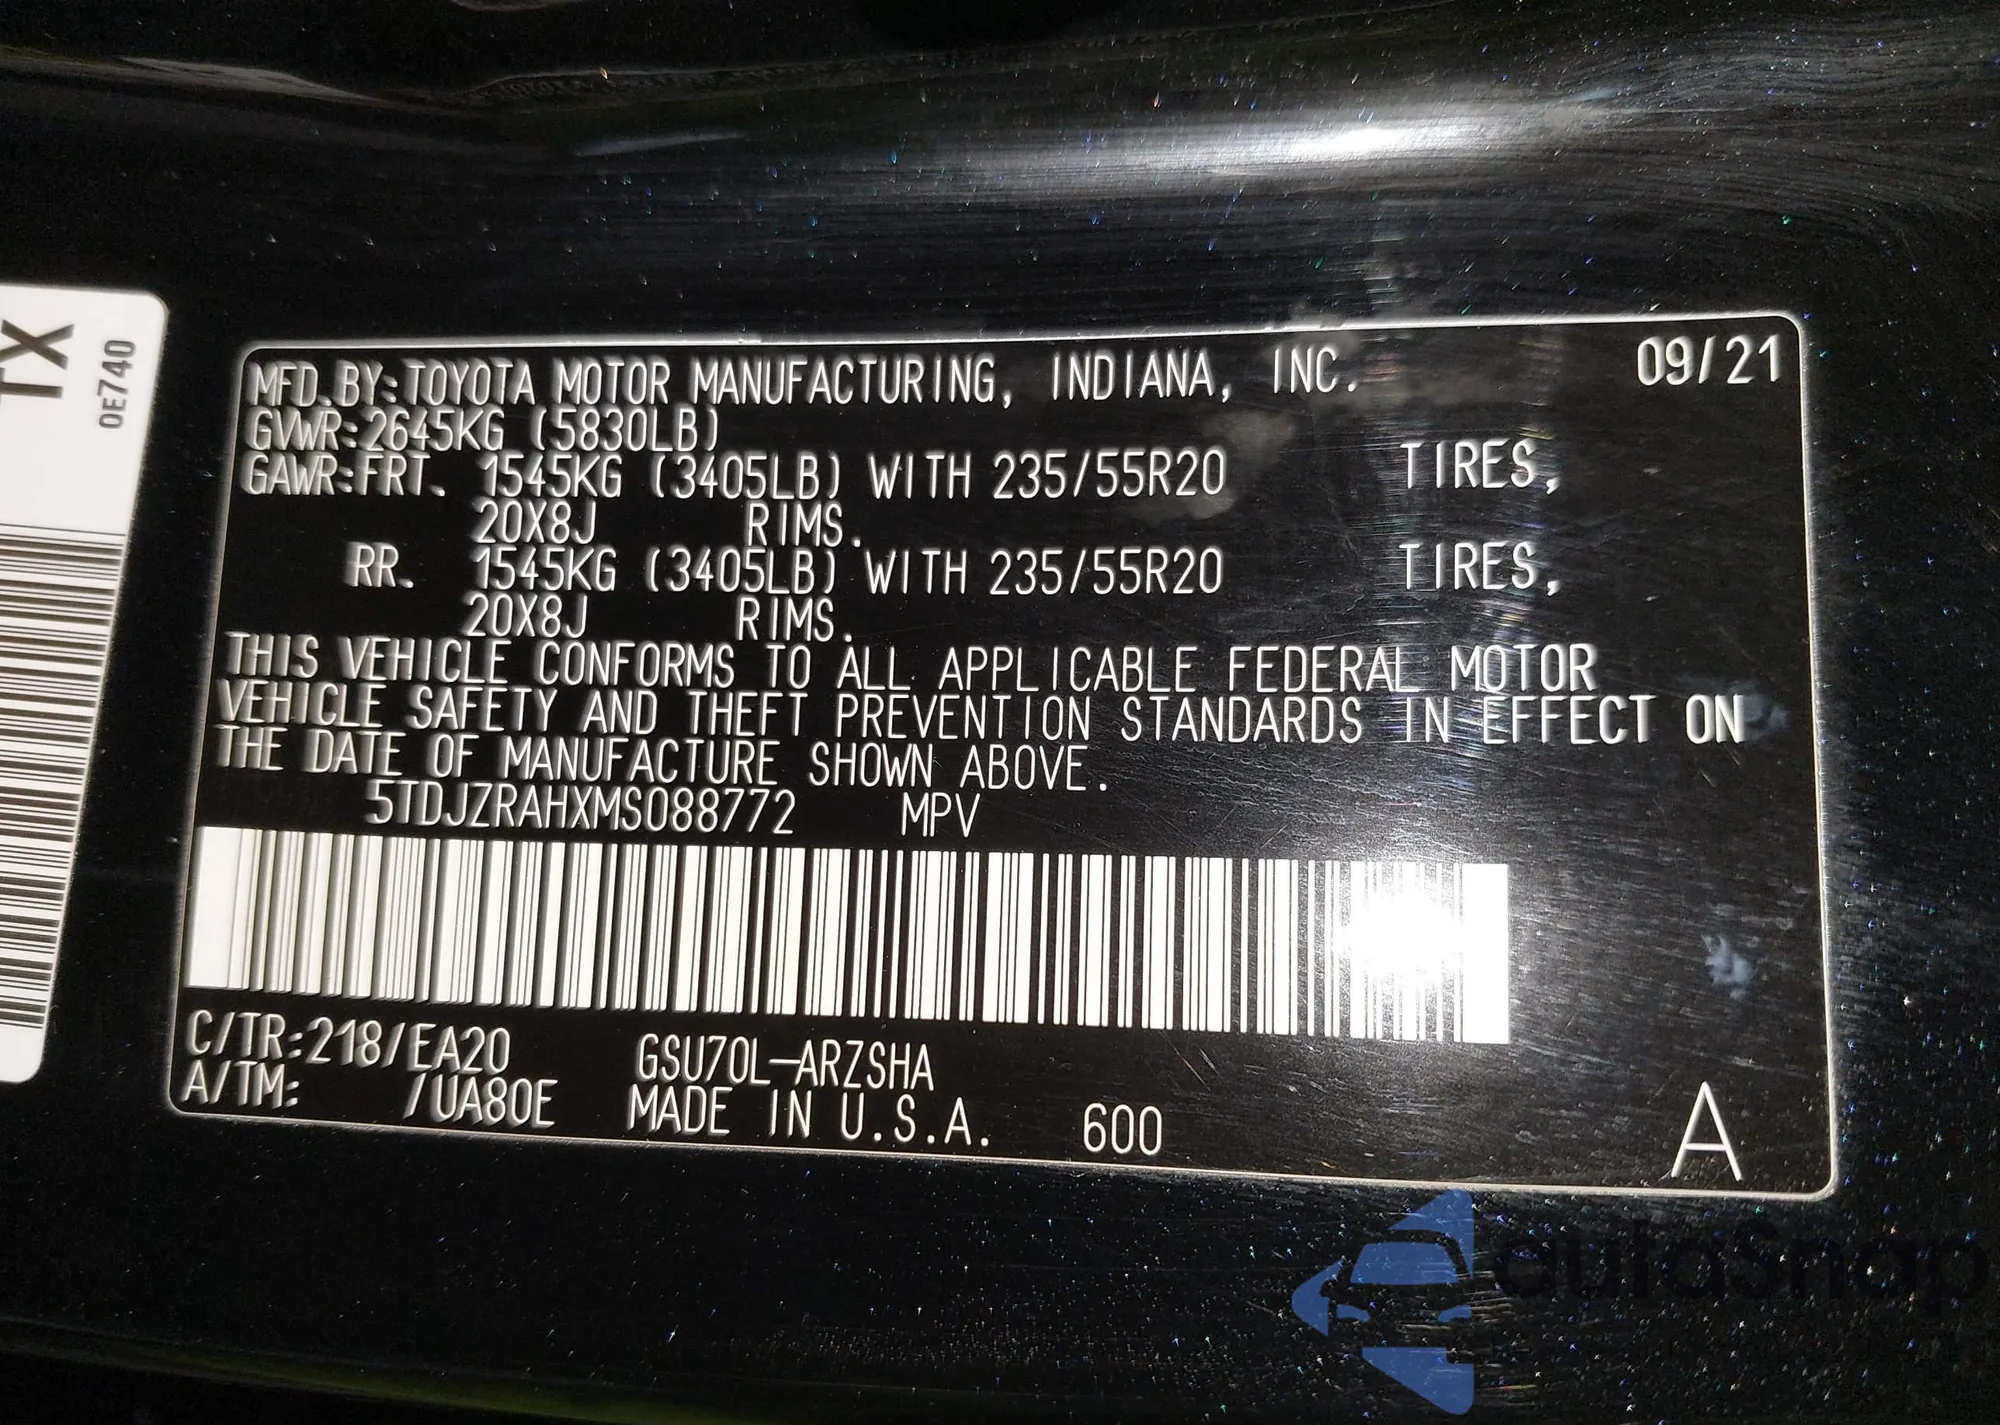 TX
0E740
MFD.BY:TOYOTA MOTOR MANUFACTURING, INDIANA, INC. 09/21
GVWR:2645KG (5830LB)
GAWR:FRT. 1545KG (3405LB) WITH 235/55R20 TIRES,
20X8J RIMS.
RR. 1545KG (3405LB) WITH 235/55R20 TIRES,
20X8J RIMS.
THIS VEHICLE CONFORMS TO ALL APPLICABLE FEDERAL MOTOR
VEHICLE SAFETY AND THEFT PREVENTION STANDARDS IN EFFECT ON
THE DATE OF MANUFACTURE SHOWN ABOVE.
5TDJZRAHXMS088772 MPV
C/TR:218/EA20 GSU70L-ARZSHA
A/TM: /UA80E MADE IN U.S.A. 600 A
autoSnap